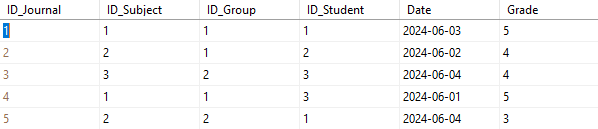 ID_Journal ID_Subject ID_Group ID_Student Date Grade
1 1 1 1 2024-06-03 5
2 2 1 2 2024-06-02 4
3 3 2 3 2024-06-04 4
4 1 1 3 2024-06-01 5
5 2 2 1 2024-06-04 3